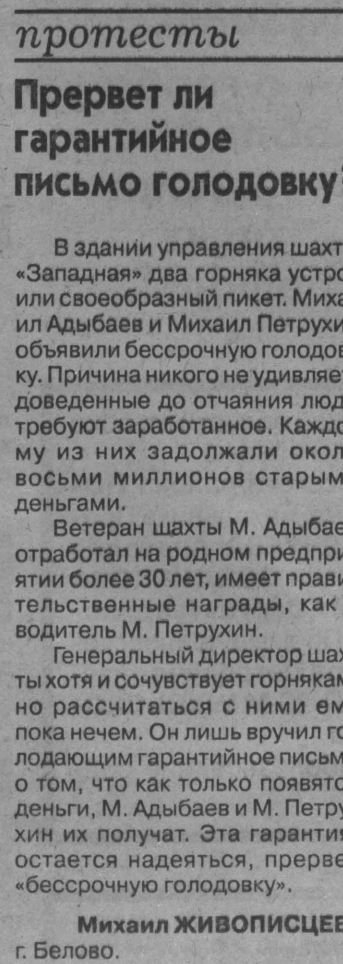 протесты
Прервет ли
гарантийное
письмо голодовку?
В здании управления шахт
«Западная» два горняка устро
или своеобразный пикет. Миха
ил Адыбаев и Михаил Петрухи
объявили бессрочную голодов
ку. Причина никого не удивляет
доведенные до отчаяния люд
требуют заработанное. Каждо
му из них задолжали окол
восьми миллионов старым
деньгами.
Ветеран шахты М. Адыбае
отработал на родном предпри
ятии более 30 лет, имеет прави
тельственные награды, как
водитель М. Петрухин.
Генеральный директор шах
ты хотя и сочувствует горнякам
но рассчитаться с ними ем
пока нечем. Он лишь вручил го
лодающим гарантийное письм
о том, что как только появятс
деньги, М. Адыбаев и М. Петру
хин их получат. Эта гарантия
остается надеяться, прерве
«бессрочную голодовку».
Михаил ЖИВОПИСЦЕВ
г. Белово.